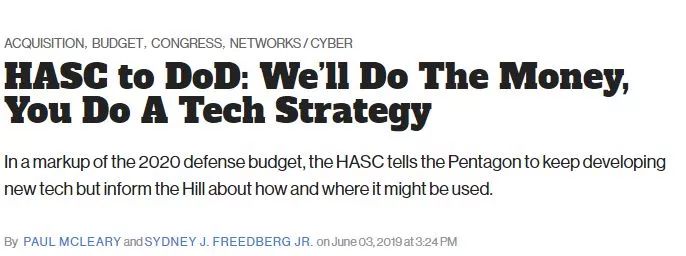 ACQUISITION, BUDGET, CONGRESS, NETWORKS / CYBER
HASC to DoD: We'll Do The Money,
You Do A Tech Strategy
In a markup of the 2020 defense budget, the HASC tells the Pentagon to keep developing
new tech but inform the Hill about how and where it might be used.
By PAUL MCLEARY and SYDNEY J. FREEDBERG JR. on June 03, 2019 at 3:24 PM